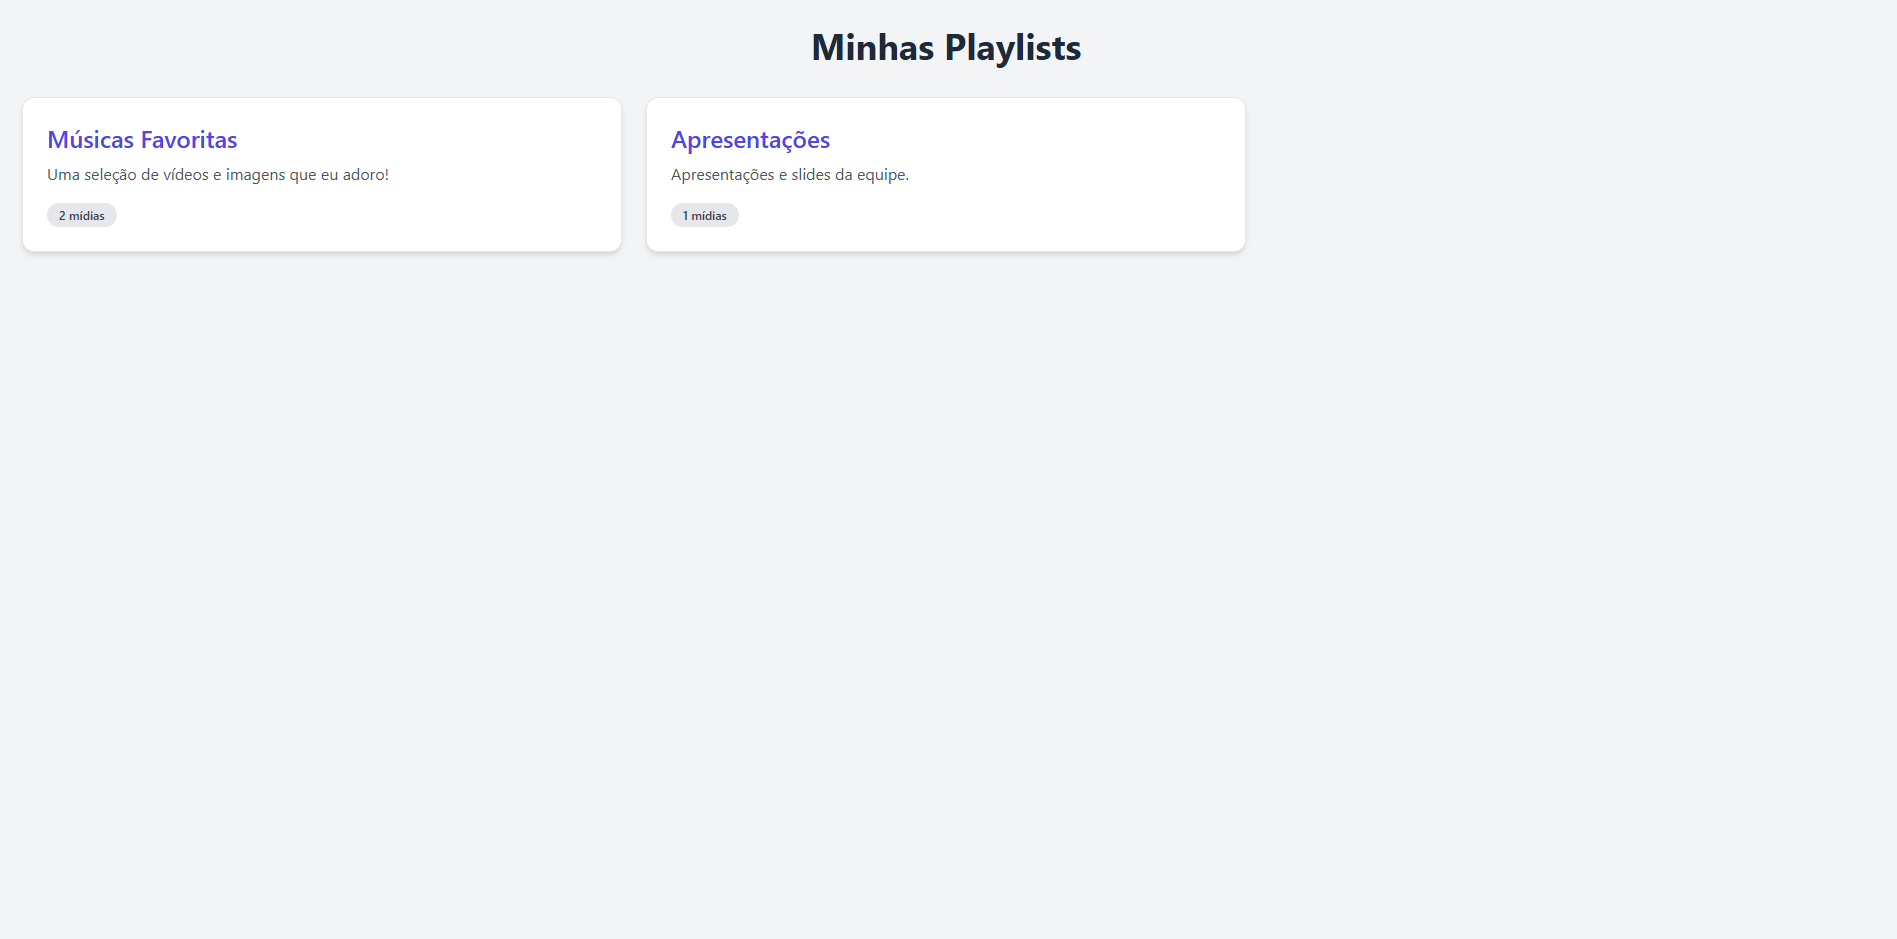 Minhas Playlists
Músicas Favoritas
Uma seleção de vídeos e imagens que eu adoro!
2 mídias
Apresentações
Apresentações e slides da equipe.
1 mídias